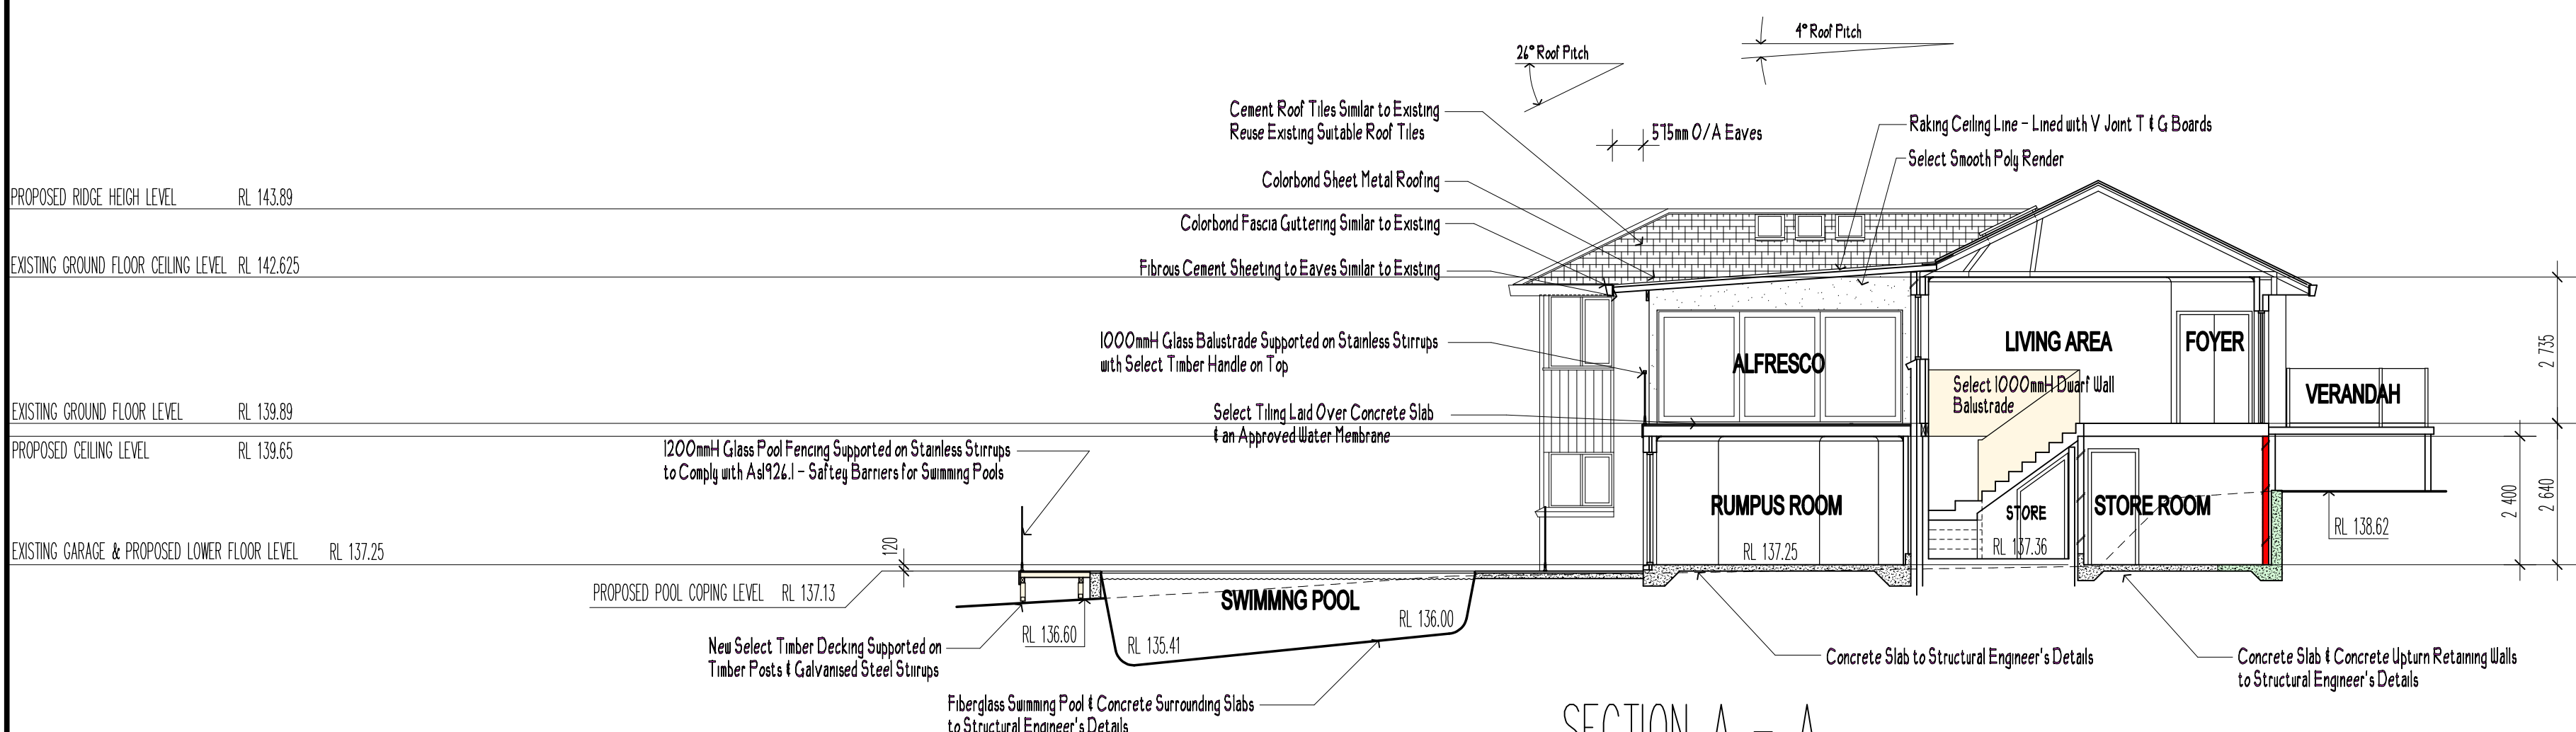 4° Roof Pitch
26° Roof Pitch
Cement Roof Tiles Similar to Existing
Reuse Existing Suitable Roof Tiles
575mm O/A Eaves
Raking Ceiling Line - Lined with V Joint T & G Boards
Select Smooth Poly Render
Colorbond Sheet Metal Roofing
PROPOSED RIDGE HEIGH LEVEL RL 143.89
Colorbond Fascia Guttering Similar to Existing
EXISTING GROUND FLOOR CEILING LEVEL RL 142.625
Fibrous Cement Sheeting to Eaves Similar to Existing
1000mmH Glass Balustrade Supported on Stainless Stirrups
with Select Timber Handle on Top
ALFRESCO
LIVING AREA
FOYER
2 735
Select 1000mmH Dwarf Wall
Balustrade
VERANDAH
EXISTING GROUND FLOOR LEVEL RL 139.89
Select Tiling Laid Over Concrete Slab
& an Approved Water Membrane
PROPOSED CEILING LEVEL RL 139.65
1200mmH Glass Pool Fencing Supported on Stainless Stirrups
to Comply with As1926.1 - Saftey Barriers for Swimming Pools
RUMPUS ROOM
RL 137.25
STORE
RL 137.36
STORE ROOM
2 400
2 640
RL 138.62
EXISTING GARAGE & PROPOSED LOWER FLOOR LEVEL RL 137.25
120
PROPOSED POOL COPING LEVEL RL 137.13
SWIMMNG POOL
RL 136.00
RL 136.60
RL 135.41
New Select Timber Decking Supported on
Timber Posts & Galvanised Steel Stirrups
Concrete Slab to Structural Engineer's Details
Concrete Slab & Concrete Upturn Retaining Walls
to Structural Engineer's Details
Fiberglass Swimming Pool & Concrete Surrounding Slabs
to Structural Engineer's Details
SECTION A - A